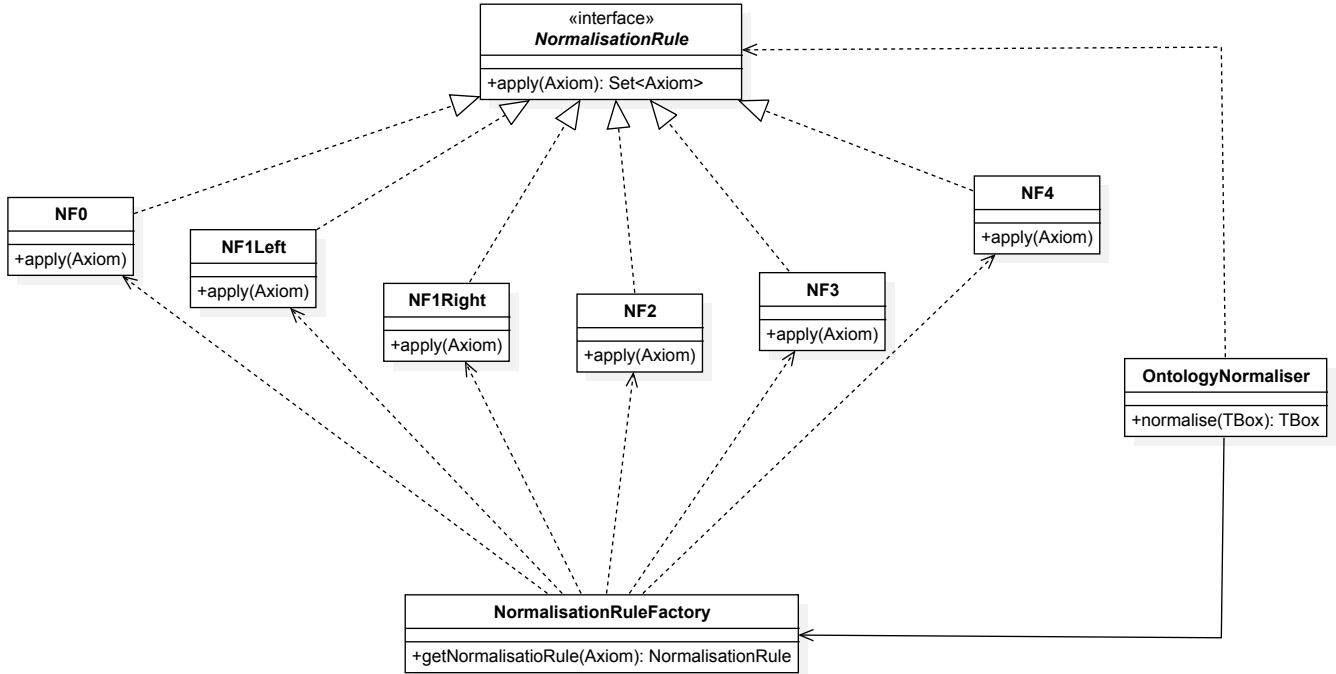 «interface»
NormalisationRule
+apply(Axiom): Set<Axiom>
NF0
+apply(Axiom)
NF1Left
+apply(Axiom)
NF1Right
+apply(Axiom)
NF2
+apply(Axiom)
NF3
+apply(Axiom)
NF4
+apply(Axiom)
OntologyNormaliser
+normalise(TBox): TBox
NormalisationRuleFactory
+getNormalisatioRule(Axiom): NormalisationRule